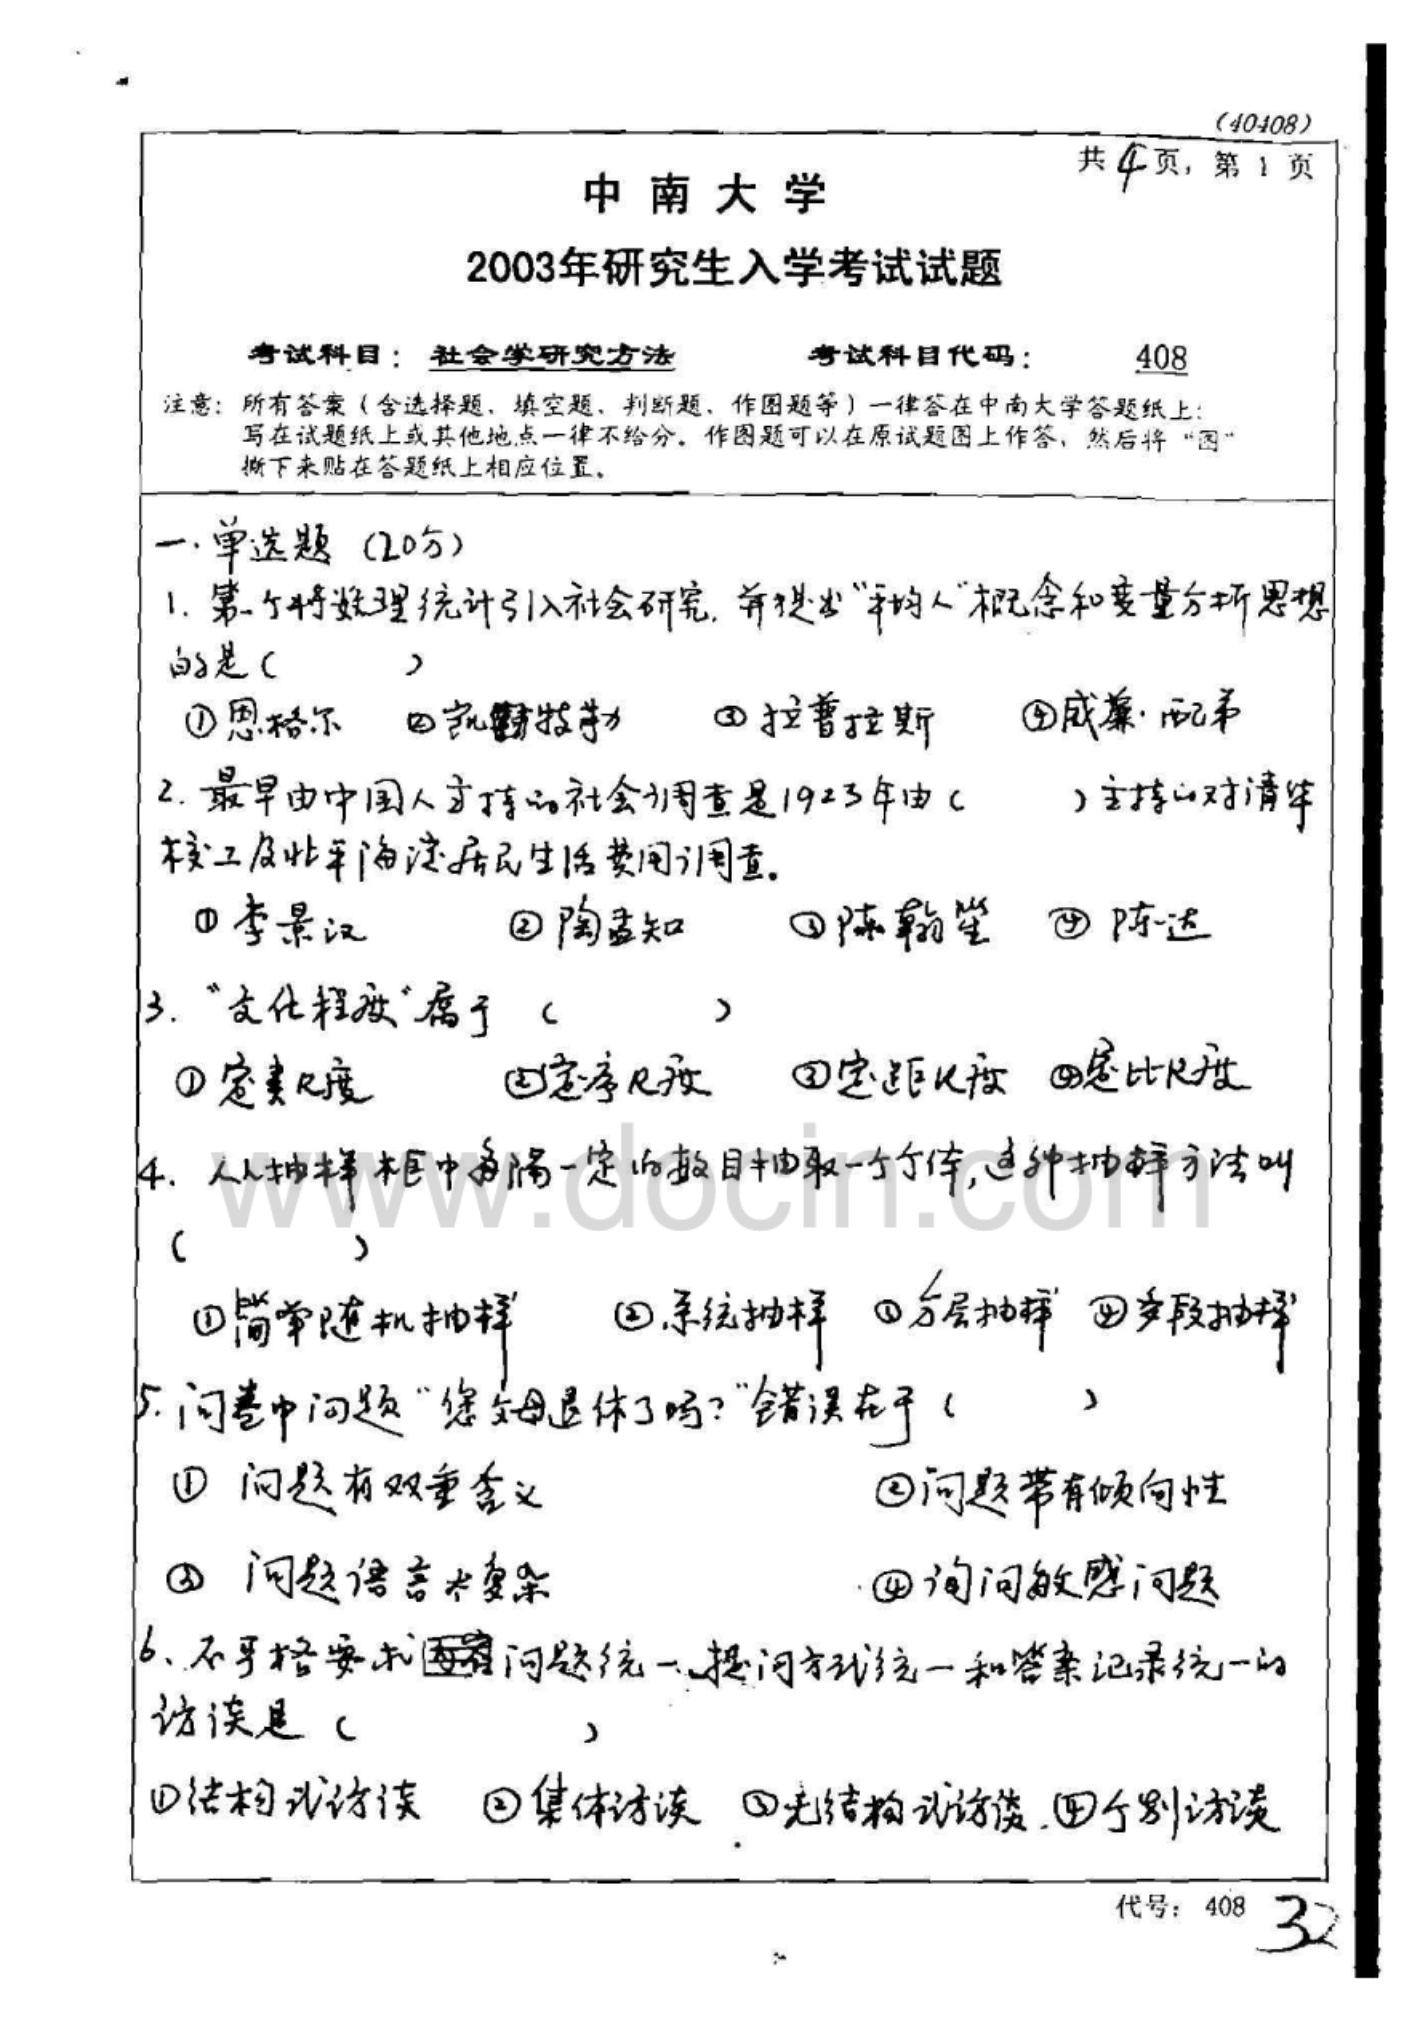 (40408)
共4页，第1页
中南大学
2003年研究生入学考试试题
考试科目：社会学研究方法 考试科目代码：408
注意：所有答案（含选择题、填空题、判断题、作图题等）一律答在中南大学答题纸上；
写在试题纸上或其他地点一律不给分。作图题可以在原试题图上作答，然后将“图”
撕下来贴在答题纸上相应位置。
一.单选题（20分）
1. 第一个将数理统计引入社会研究，并提出“平均人”概念和变量分析思想
的是（ ）
①恩格尔 ②凯特勒 ③拉普拉斯 ④威廉·配弟
2. 最早由中国人主持的社会调查是1923年由（ ）主持的对清华
校工及北平海淀居民生活费用调查。
①李景汉 ②陶孟知 ③陈翰笙 ④陈达
3. “文化程度”属于（ ）
①定类尺度 ②定序尺度 ③定距尺度 ④定比尺度
4. 从抽样框中每隔一定的数目抽取一个个体，这种抽样方法叫
（ ）
①简单随机抽样 ②系统抽样 ③分层抽样 ④多段抽样
5. 问卷中问题“您父母退休了吗？”错误在于（ ）
① 问题有双重含义 ②问题带有倾向性
③ 问题语言太复杂 ④询问敏感问题
6、不严格要求问题统一、提问方式统一和答案记录统一的
访谈是（ ）
①结构式访谈 ②集体访谈 ③无结构式访谈 ④个别访谈
代号：408
32
www.docin.com